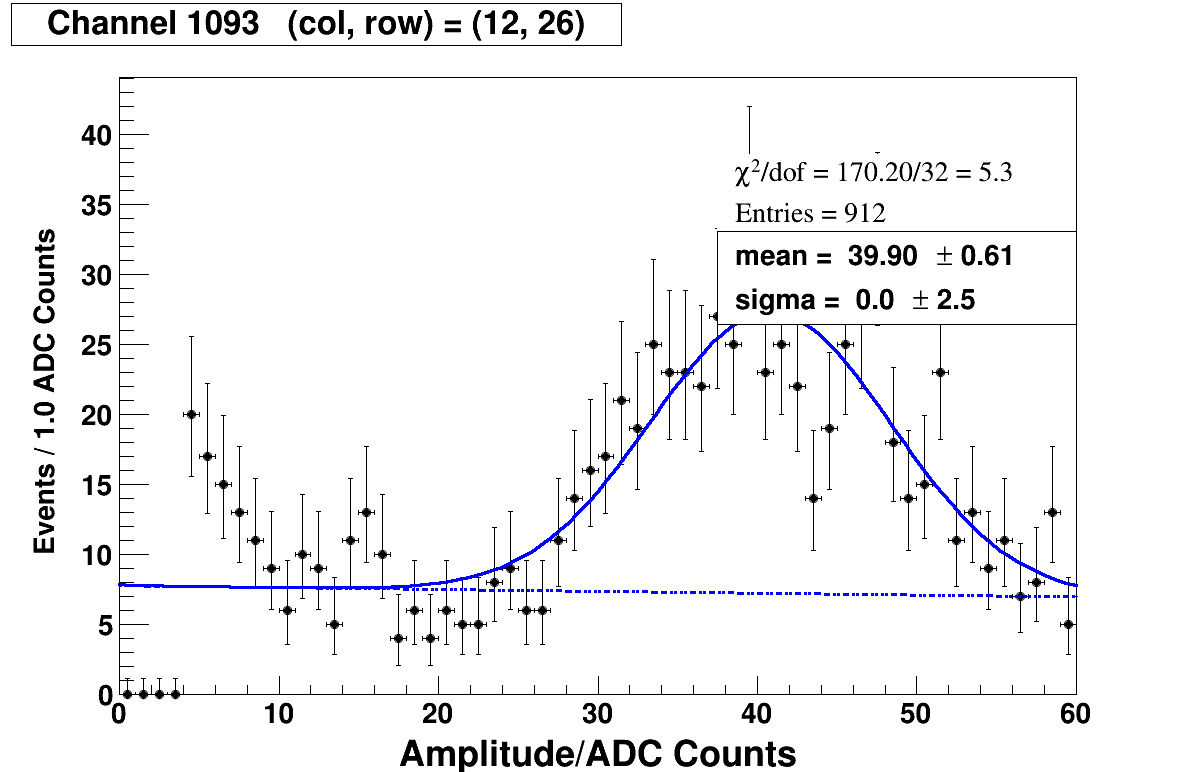 Channel 1093 (col, row) = (12, 26)
χ²/dof = 170.20/32 = 5.3
Entries = 912
mean = 39.90 ± 0.61
sigma = 0.0 ± 2.5
Events / 1.0 ADC Counts
40
35
30
25
20
15
10
5
0
0 10 20 30 40 50 60
Amplitude/ADC Counts